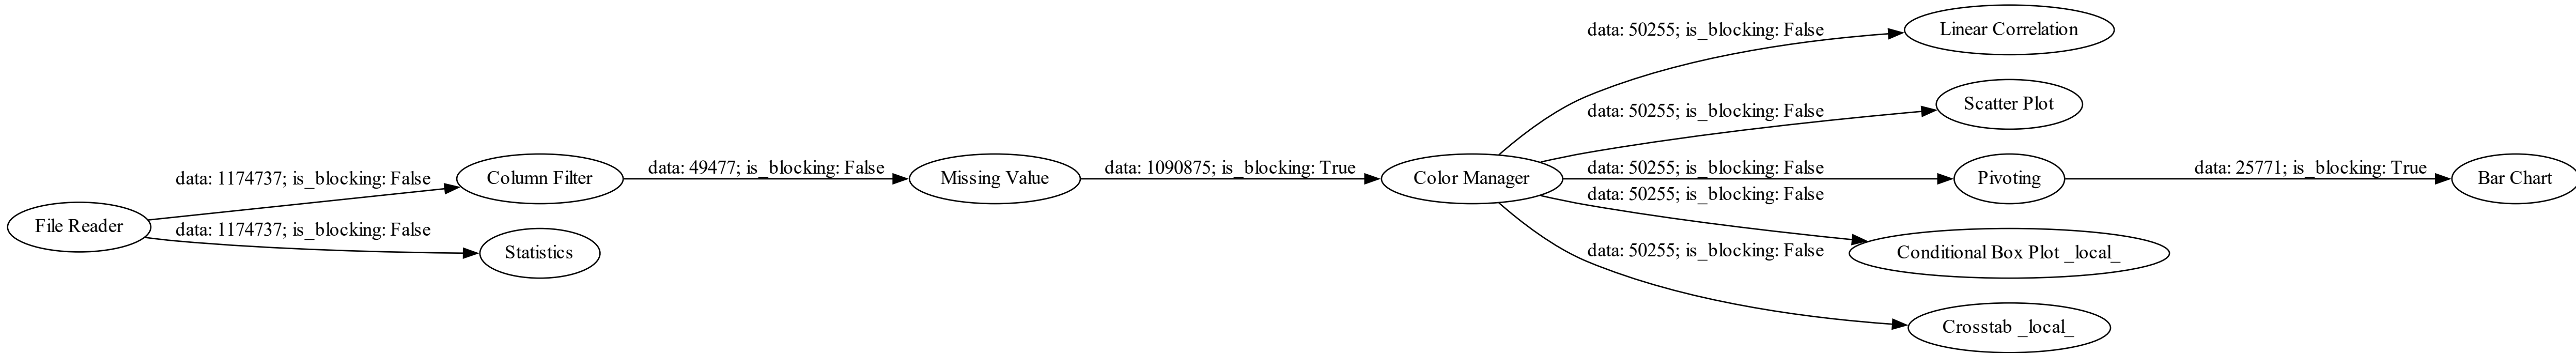 data: 50255; is_blocking: False
Linear Correlation
data: 50255; is_blocking: False
Scatter Plot
data: 1174737; is_blocking: False
Column Filter
data: 49477; is_blocking: False
Missing Value
data: 1090875; is_blocking: True
Color Manager
data: 50255; is_blocking: False
Pivoting
data: 25771; is_blocking: True
Bar Chart
data: 50255; is_blocking: False
File Reader
data: 1174737; is_blocking: False
Statistics
Conditional Box Plot _local_
data: 50255; is_blocking: False
Crosstab _local_